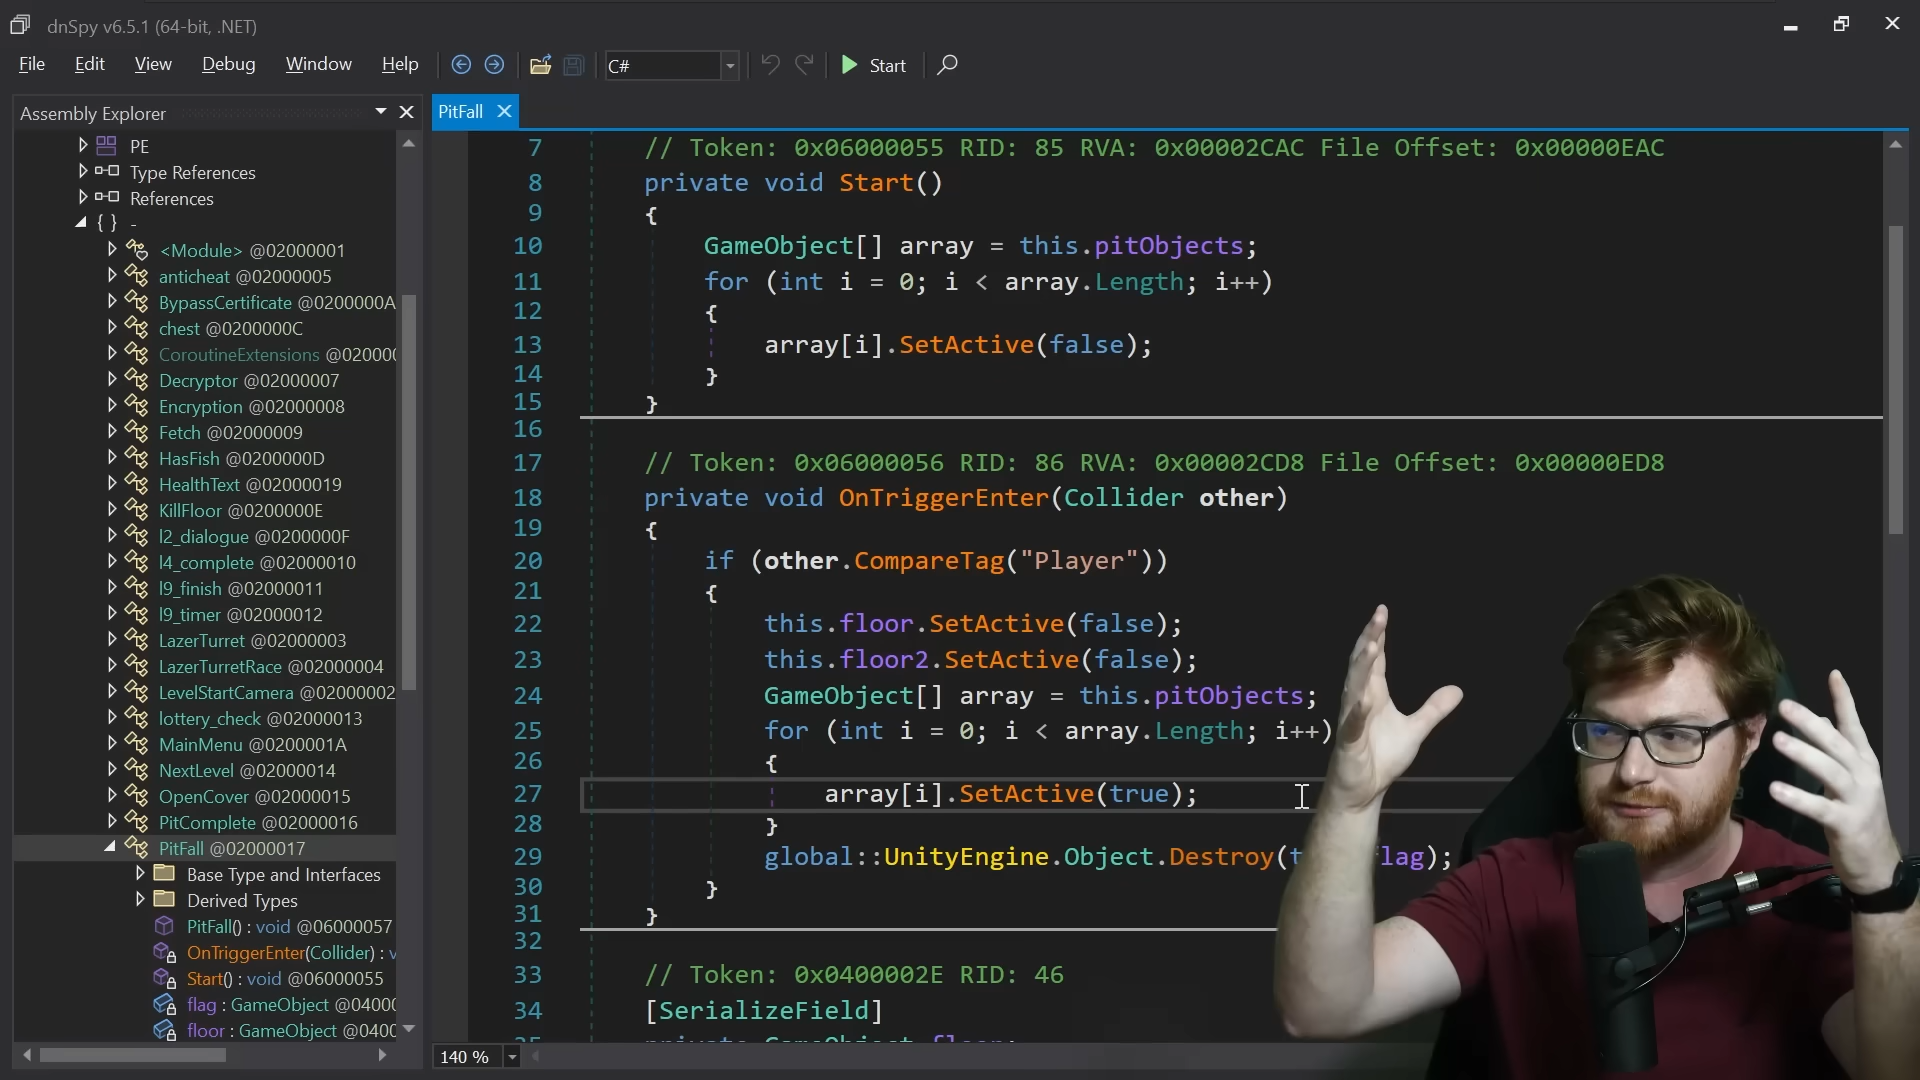 dnSpy v6.5.1 (64-bit, .NET)
File Edit View Debug Window Help C# Start
Assembly Explorer
PE
Type References
References
{ } -
<Module> @02000001
anticheat @02000005
BypassCertificate @0200000A
chest @0200000C
CoroutineExtensions @02000
Decryptor @02000007
Encryption @02000008
Fetch @02000009
HasFish @0200000D
HealthText @02000019
KillFloor @0200000E
l2_dialogue @0200000F
l4_complete @02000010
l9_finish @02000011
l9_timer @02000012
LazerTurret @02000003
LazerTurretRace @02000004
LevelStartCamera @02000002
lottery_check @02000013
MainMenu @0200001A
NextLevel @02000014
OpenCover @02000015
PitComplete @02000016
PitFall @02000017
Base Type and Interfaces
Derived Types
PitFall() : void @06000057
OnTriggerEnter(Collider) : v
Start() : void @06000055
flag : GameObject @0400
floor : GameObject @040
PitFall
7 // Token: 0x06000055 RID: 85 RVA: 0x00002CAC File Offset: 0x00000EAC
8 private void Start()
9 {
10 GameObject[] array = this.pitObjects;
11 for (int i = 0; i < array.Length; i++)
12 {
13 array[i].SetActive(false);
14 }
15 }
16
17 // Token: 0x06000056 RID: 86 RVA: 0x00002CD8 File Offset: 0x00000ED8
18 private void OnTriggerEnter(Collider other)
19 {
20 if (other.CompareTag("Player"))
21 {
22 this.floor.SetActive(false);
23 this.floor2.SetActive(false);
24 GameObject[] array = this.pitObjects;
25 for (int i = 0; i < array.Length; i++)
26 {
27 array[i].SetActive(true);
28 }
29 global::UnityEngine.Object.Destroy(t flag);
30 }
31 }
32
33 // Token: 0x0400002E RID: 46
34 [SerializeField]
140 %